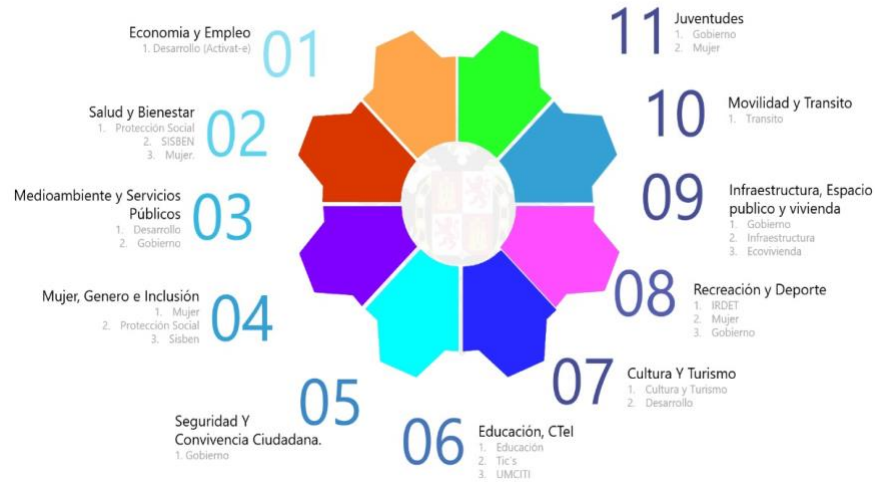 01
Economia y Empleo
1. Desarrollo (Activat-e)
02
Salud y Bienestar
1. Protección Social
2. SISBEN
3. Mujer.
03
Medioambiente y Servicios
Públicos
1. Desarrollo
2. Gobierno
04
Mujer, Genero e Inclusión
1. Mujer
2. Protección Social
3. Sisben
05
Seguridad Y
Convivencia Ciudadana.
1. Gobierno
06
Educación, CTeI
1. Educación
2. Tic´s
3. UMCITI
07
Cultura Y Turismo
1. Cultura y Turismo
2. Desarrollo
08
Recreación y Deporte
1. IRDET
2. Mujer
3. Gobierno
09
Infraestructura, Espacio
publico y vivienda
1. Gobierno
2. Infraestructura
3. Ecovivienda
10
Movilidad y Transito
1. Transito
11
Juventudes
1. Gobierno
2. Mujer